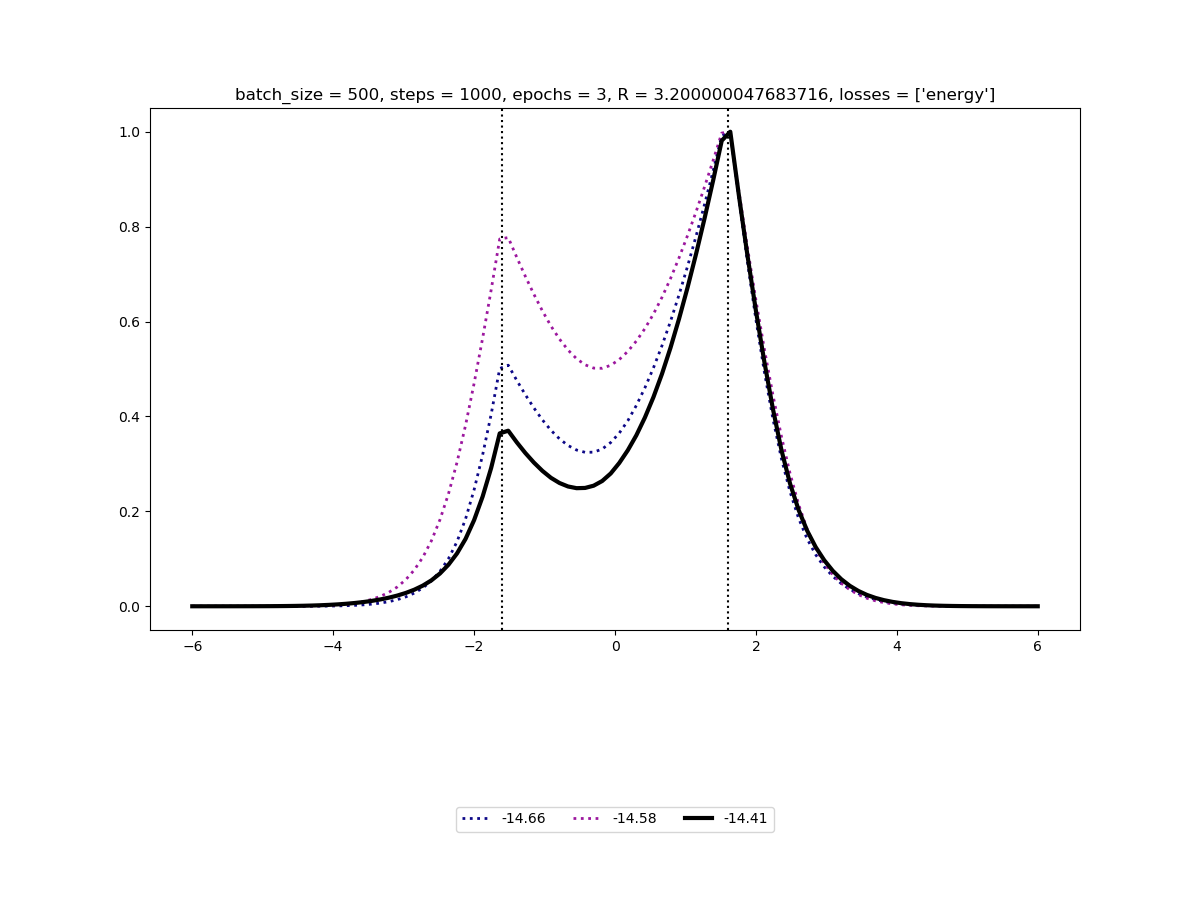 batch_size = 500, steps = 1000, epochs = 3, R = 3.200000047683716, losses = ['energy']
1.0
0.8
0.6
0.4
0.2
0.0
−6 −4 −2 0 2 4 6
-14.66 -14.58 -14.41